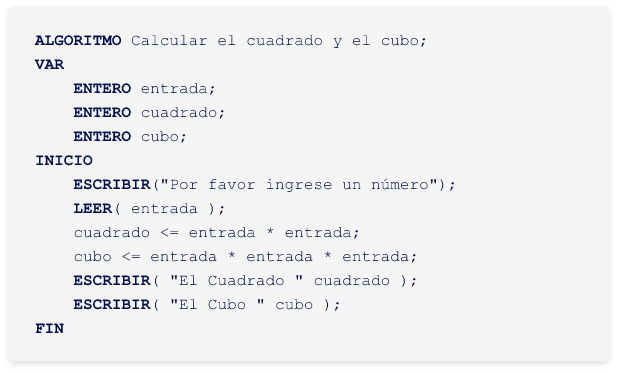 ALGORITMO Calcular el cuadrado y el cubo;
VAR
    ENTERO entrada;
    ENTERO cuadrado;
    ENTERO cubo;
INICIO
    ESCRIBIR("Por favor ingrese un número");
    LEER( entrada );
    cuadrado <= entrada * entrada;
    cubo <= entrada * entrada * entrada;
    ESCRIBIR( "El Cuadrado " cuadrado );
    ESCRIBIR( "El Cubo " cubo );
FIN